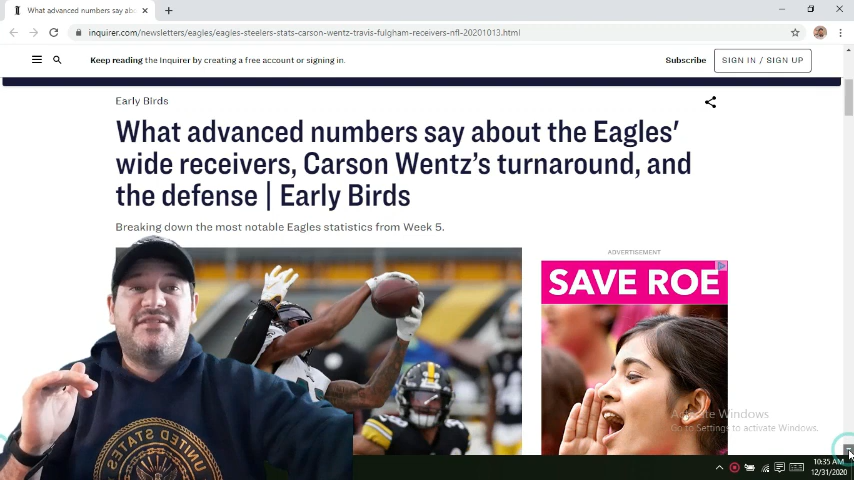 What advanced numbers say abo
inquirer.com/newsletters/eagles/eagles-steelers-stats-carson-wentz-travis-fulgham-receivers-nfl-20201013.html
Keep reading the Inquirer by creating a free account or signing in.
Subscribe
SIGN IN / SIGN UP
Early Birds
What advanced numbers say about the Eagles'
wide receivers, Carson Wentz's turnaround, and
the defense | Early Birds
Breaking down the most notable Eagles statistics from Week 5.
ADVERTISEMENT
SAVE ROE
Activate Windows
Go to Settings to activate Windows.
UNITED
10:35 AM
12/31/2020